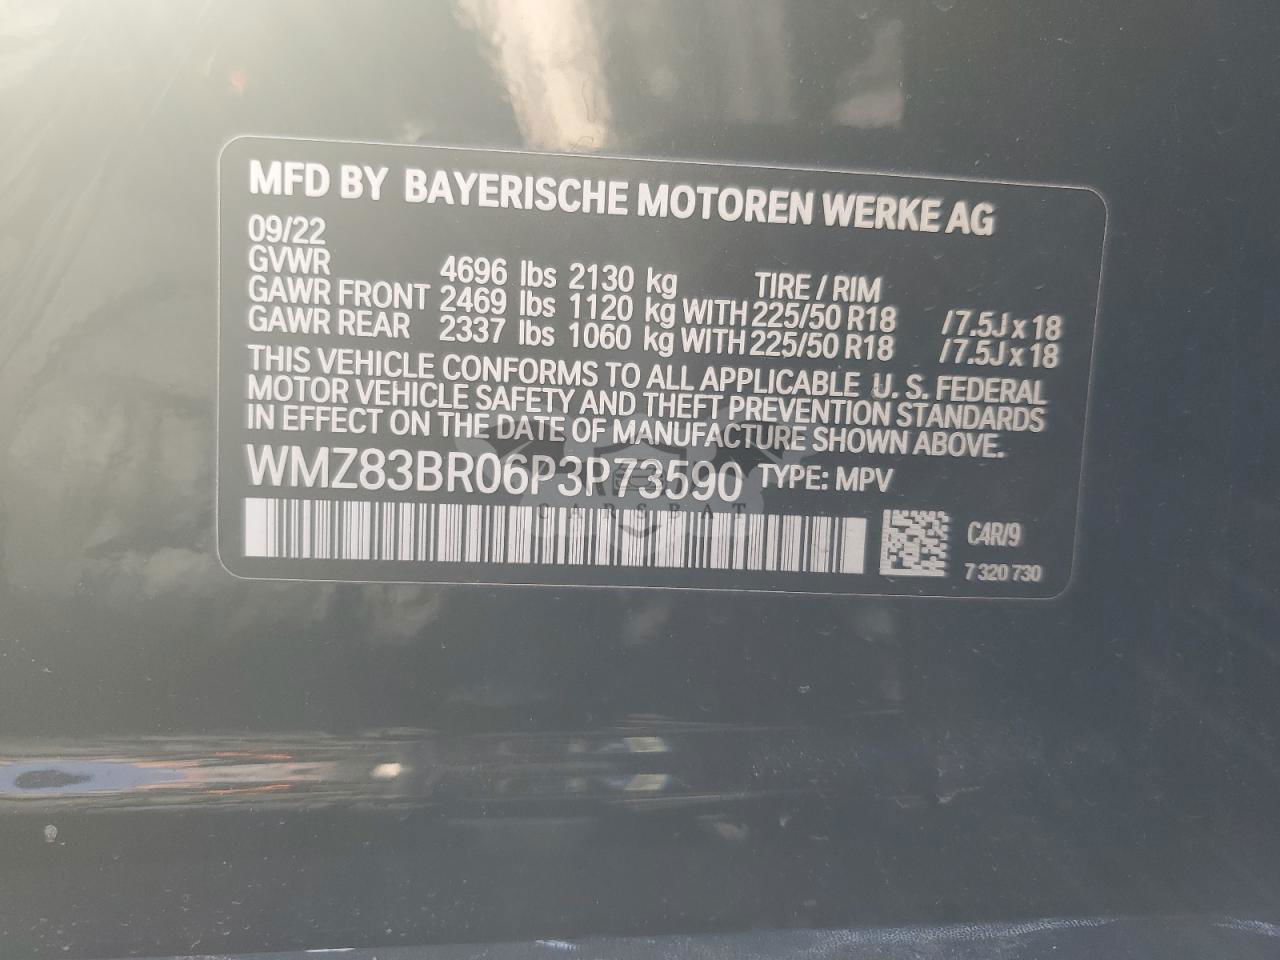 MFD BY BAYERISCHE MOTOREN WERKE AG
09/22
GVWR 4696 lbs 2130 kg TIRE / RIM
GAWR FRONT 2469 lbs 1120 kg WITH 225/50 R18 /7.5J x 18
GAWR REAR 2337 lbs 1060 kg WITH 225/50 R18 /7.5J x 18
THIS VEHICLE CONFORMS TO ALL APPLICABLE U. S. FEDERAL
MOTOR VEHICLE SAFETY AND THEFT PREVENTION STANDARDS
IN EFFECT ON THE DATE OF MANUFACTURE SHOWN ABOVE.
WMZ83BR06P3P73590 TYPE: MPV
CARSBAT
C4R/9
7 320 730